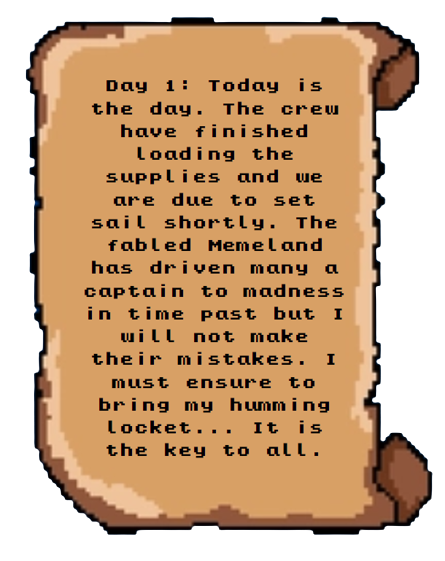 Day 1: Today is
the day. The crew
have finished
loading the
supplies and we
are due to set
sail shortly. The
fabled Memeland
has driven many a
captain to madness
in time past but I
will not make
their mistakes. I
must ensure to
bring my humming
locket... It is
the key to all.